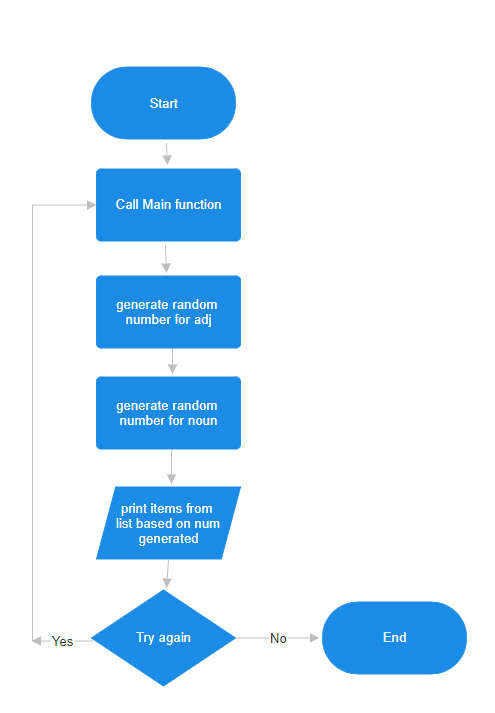 Start
Call Main function
generate random
number for adj
generate random
number for noun
print items from
list based on num
generated
Try again
Yes
No
End